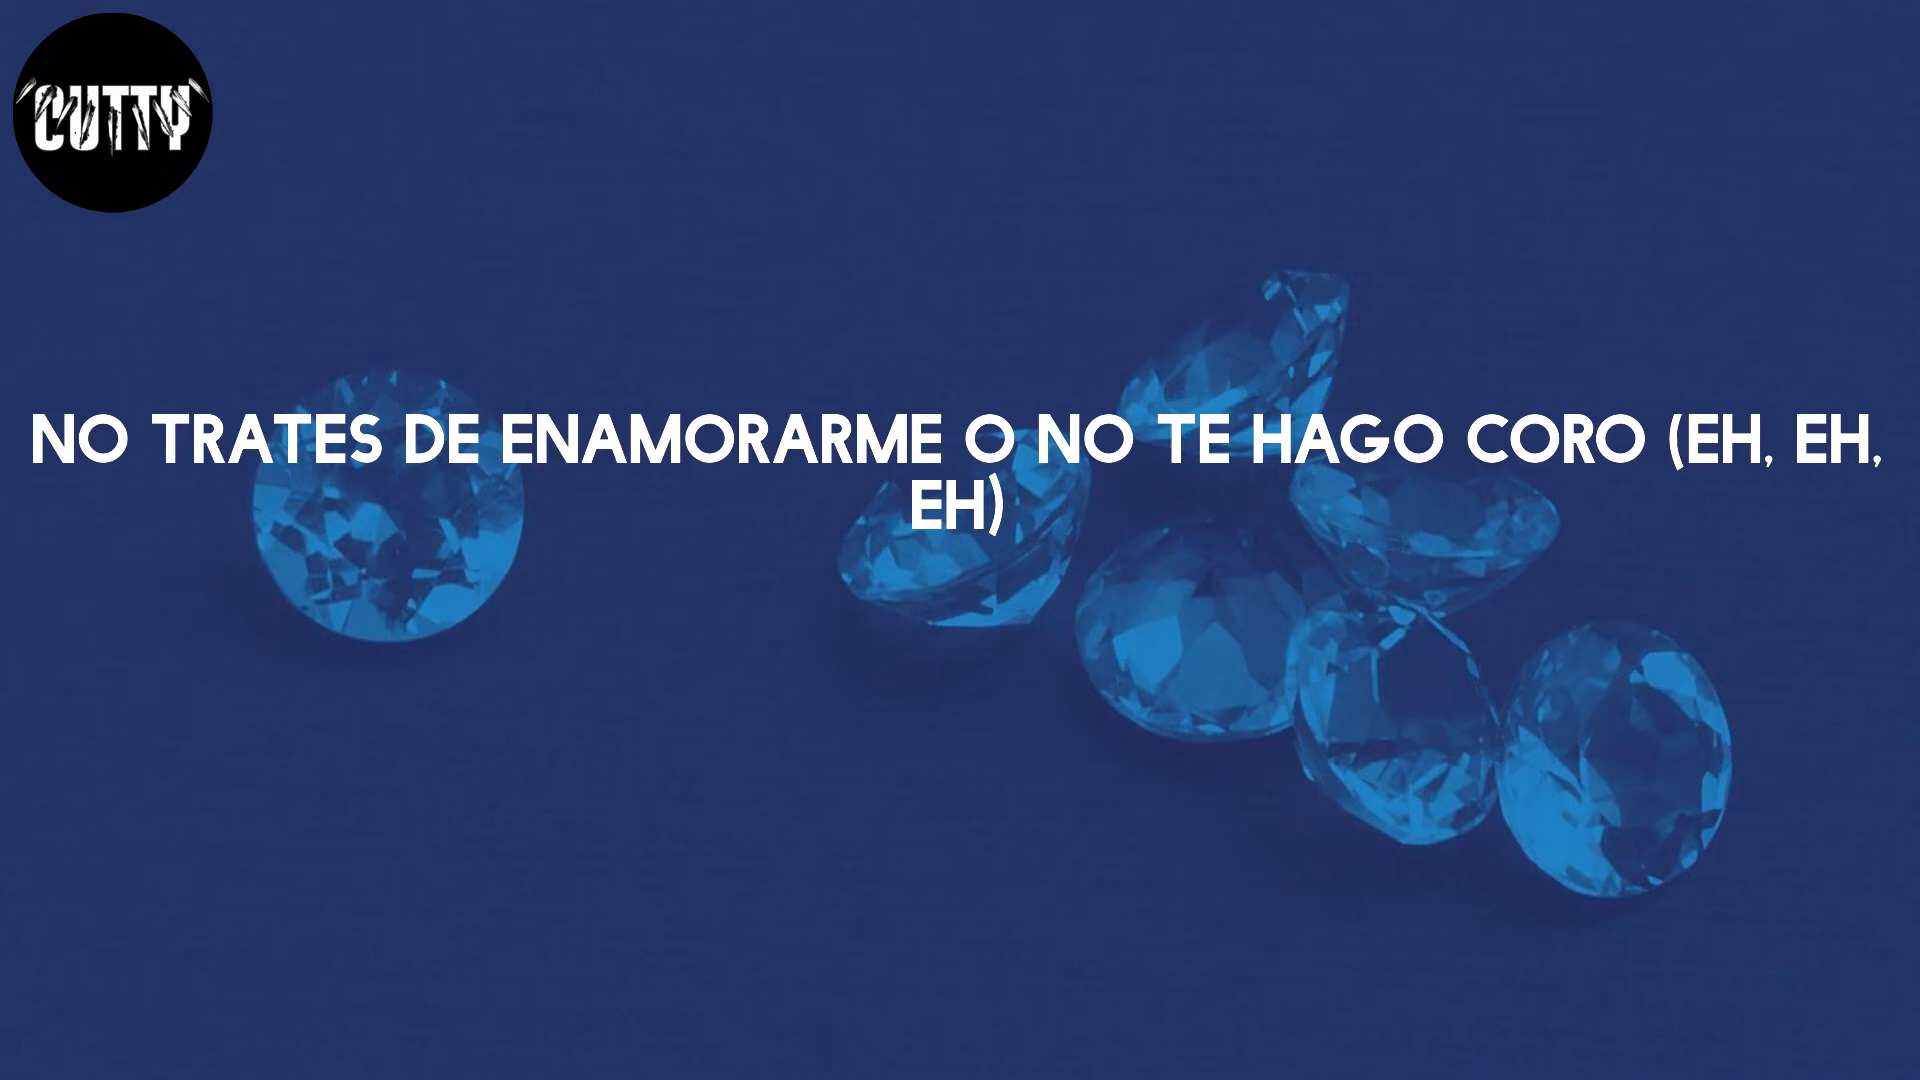 CUTTY
NO TRATES DE ENAMORARME O NO TE HAGO CORO (EH, EH,
EH)